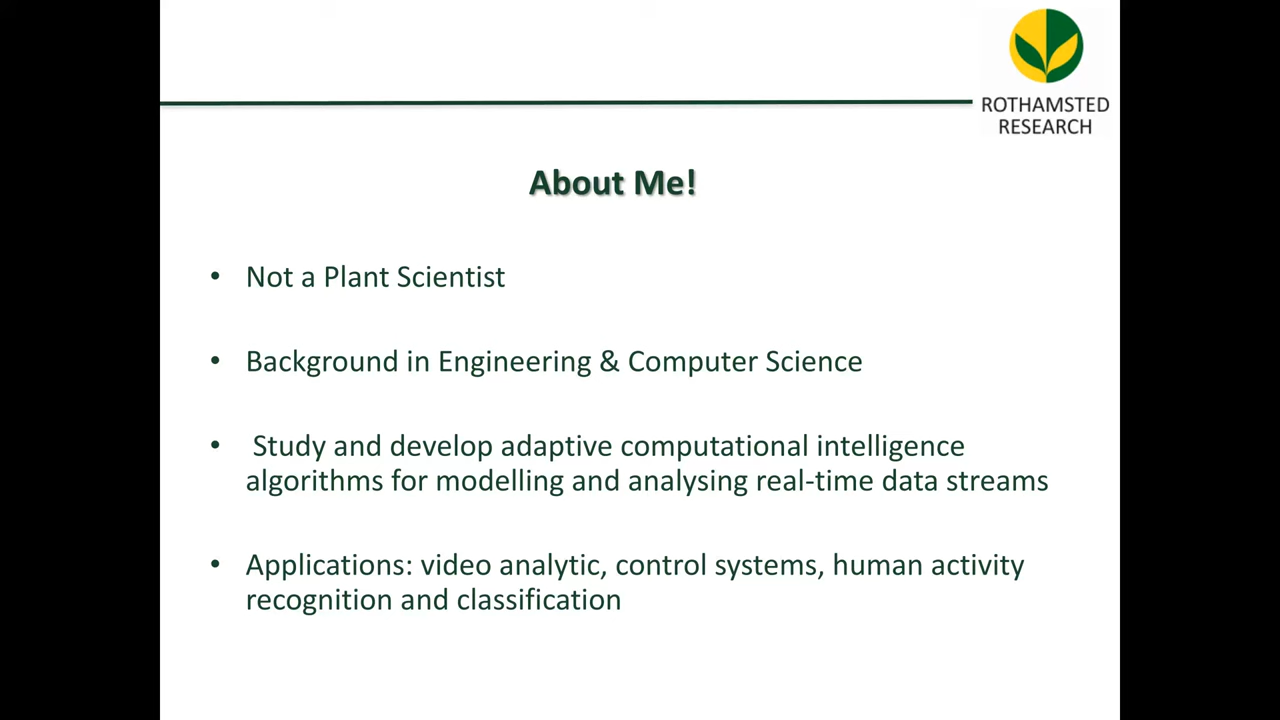 ROTHAMSTED
RESEARCH
About Me!
• Not a Plant Scientist
• Background in Engineering & Computer Science
• Study and develop adaptive computational intelligence
algorithms for modelling and analysing real-time data streams
• Applications: video analytic, control systems, human activity
recognition and classification